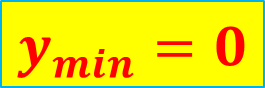 y_min = 0